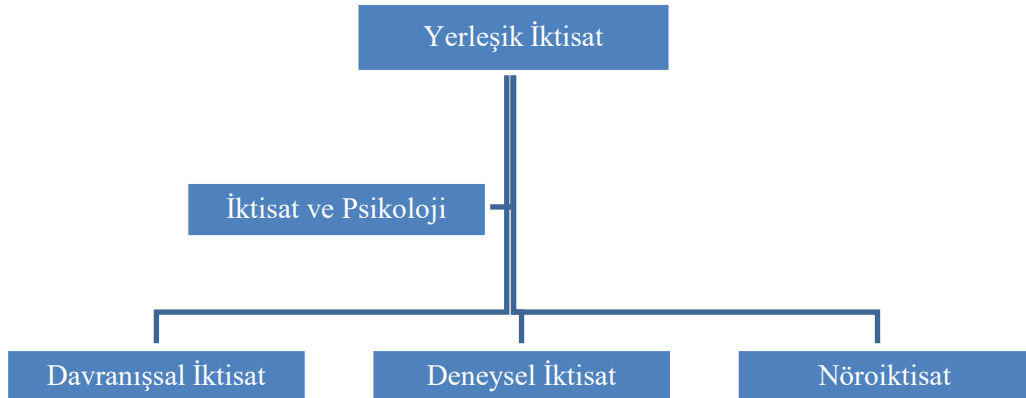 Yerleşik İktisat
İktisat ve Psikoloji
Davranışsal İktisat
Deneysel İktisat
Nöroiktisat